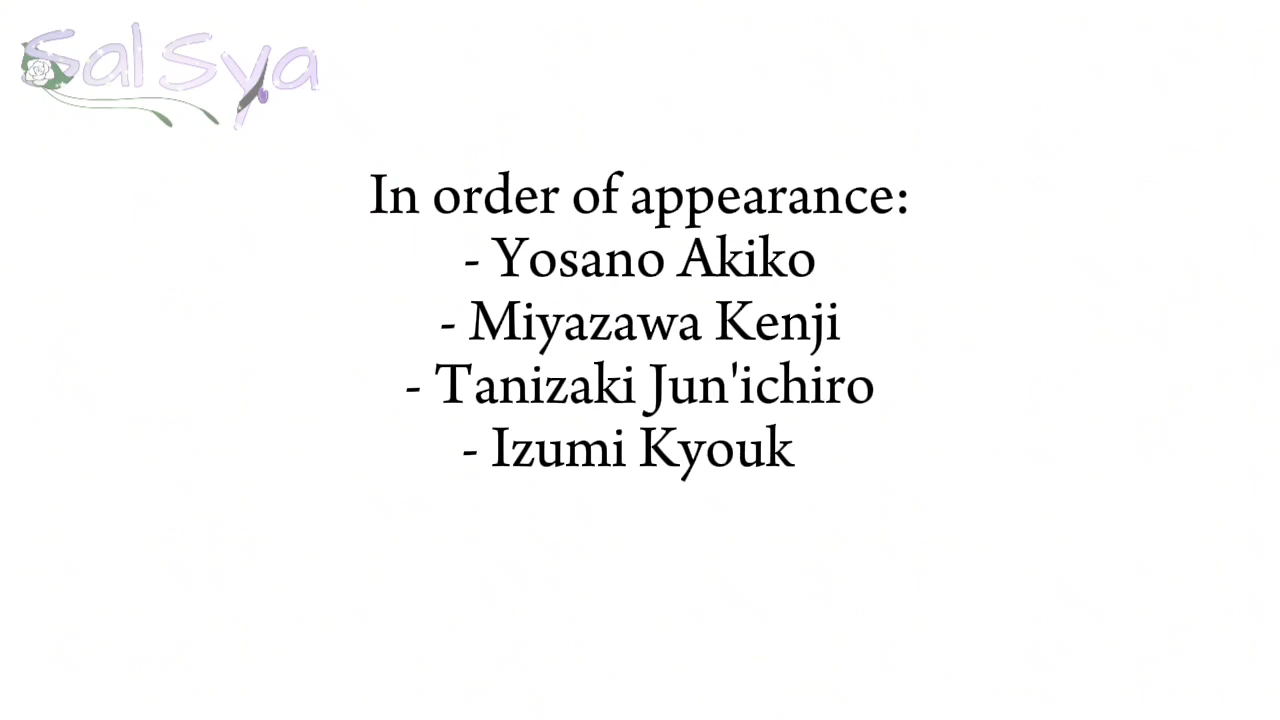 SalSya
In order of appearance:
- Yosano Akiko
- Miyazawa Kenji
- Tanizaki Jun'ichiro
- Izumi Kyouk